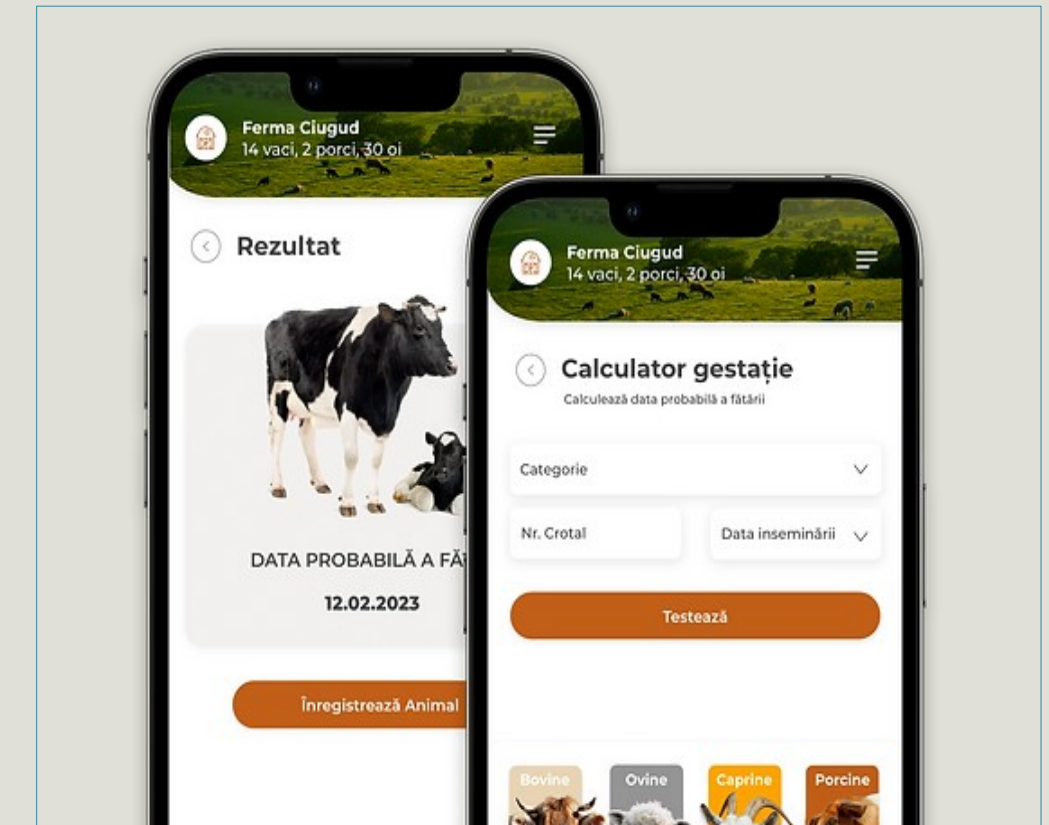 Ferma Ciugud
14 vaci, 2 porci, 30 oi
Rezultat
DATA PROBABILĂ A
12.02.2023
Înregistrează Animal
Ferma Ciugud
14 vaci, 2 porci, 30 oi
Calculator gestație
Calculează data probabilă a fătării
Categorie
Nr. Crotal
Data inseminării
Testează
Bovine
Ovine
Caprine
Porcine